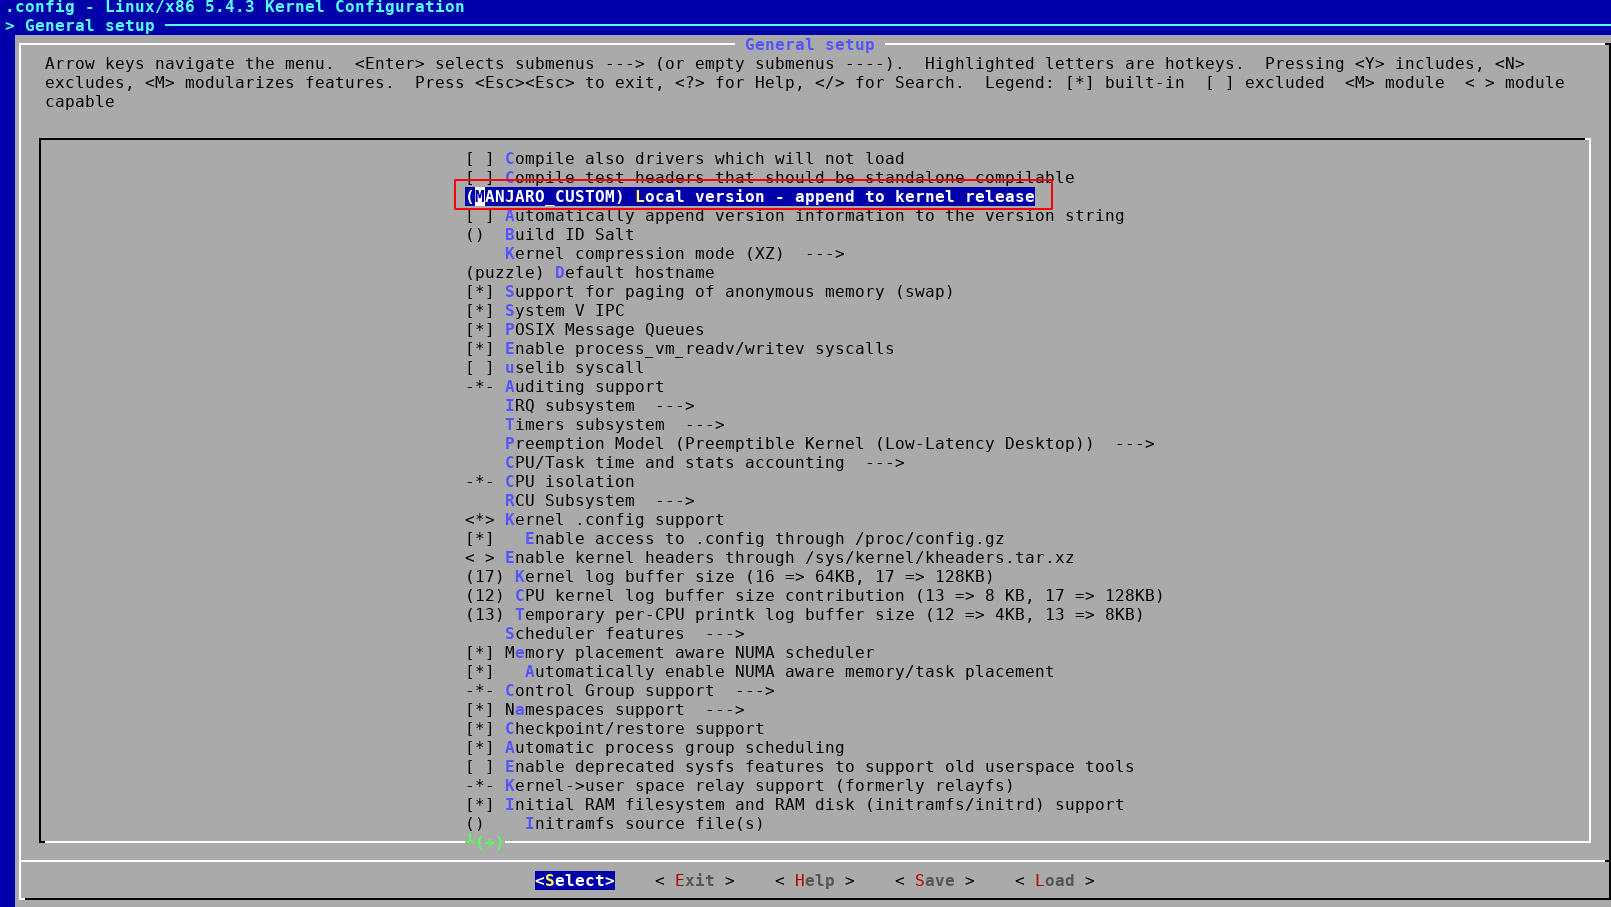 .config - Linux/x86 5.4.3 Kernel Configuration
> General setup
General setup
Arrow keys navigate the menu.  <Enter> selects submenus ---> (or empty submenus ----).  Highlighted letters are hotkeys.  Pressing <Y> includes, <N>
excludes, <M> modularizes features.  Press <Esc><Esc> to exit, <?> for Help, </> for Search.  Legend: [*] built-in  [ ] excluded  <M> module  < > module
capable
[ ] Compile also drivers which will not load
[ ] Compile test headers that should be standalone compilable
(MANJARO_CUSTOM) Local version - append to kernel release
[ ] Automatically append version information to the version string
()  Build ID Salt
    Kernel compression mode (XZ)  --->
(puzzle) Default hostname
[*] Support for paging of anonymous memory (swap)
[*] System V IPC
[*] POSIX Message Queues
[*] Enable process_vm_readv/writev syscalls
[ ] uselib syscall
-*- Auditing support
    IRQ subsystem  --->
    Timers subsystem  --->
    Preemption Model (Preemptible Kernel (Low-Latency Desktop))  --->
    CPU/Task time and stats accounting  --->
-*- CPU isolation
    RCU Subsystem  --->
<*> Kernel .config support
[*]   Enable access to .config through /proc/config.gz
< > Enable kernel headers through /sys/kernel/kheaders.tar.xz
(17) Kernel log buffer size (16 => 64KB, 17 => 128KB)
(12) CPU kernel log buffer size contribution (13 => 8 KB, 17 => 128KB)
(13) Temporary per-CPU printk log buffer size (12 => 4KB, 13 => 8KB)
    Scheduler features  --->
[*] Memory placement aware NUMA scheduler
[*]   Automatically enable NUMA aware memory/task placement
-*- Control Group support  --->
[*] Namespaces support  --->
[*] Checkpoint/restore support
[*] Automatic process group scheduling
[ ] Enable deprecated sysfs features to support old userspace tools
-*- Kernel->user space relay support (formerly relayfs)
[*] Initial RAM filesystem and RAM disk (initramfs/initrd) support
()    Initramfs source file(s)
┴(+)
<Select>    < Exit >    < Help >    < Save >    < Load >